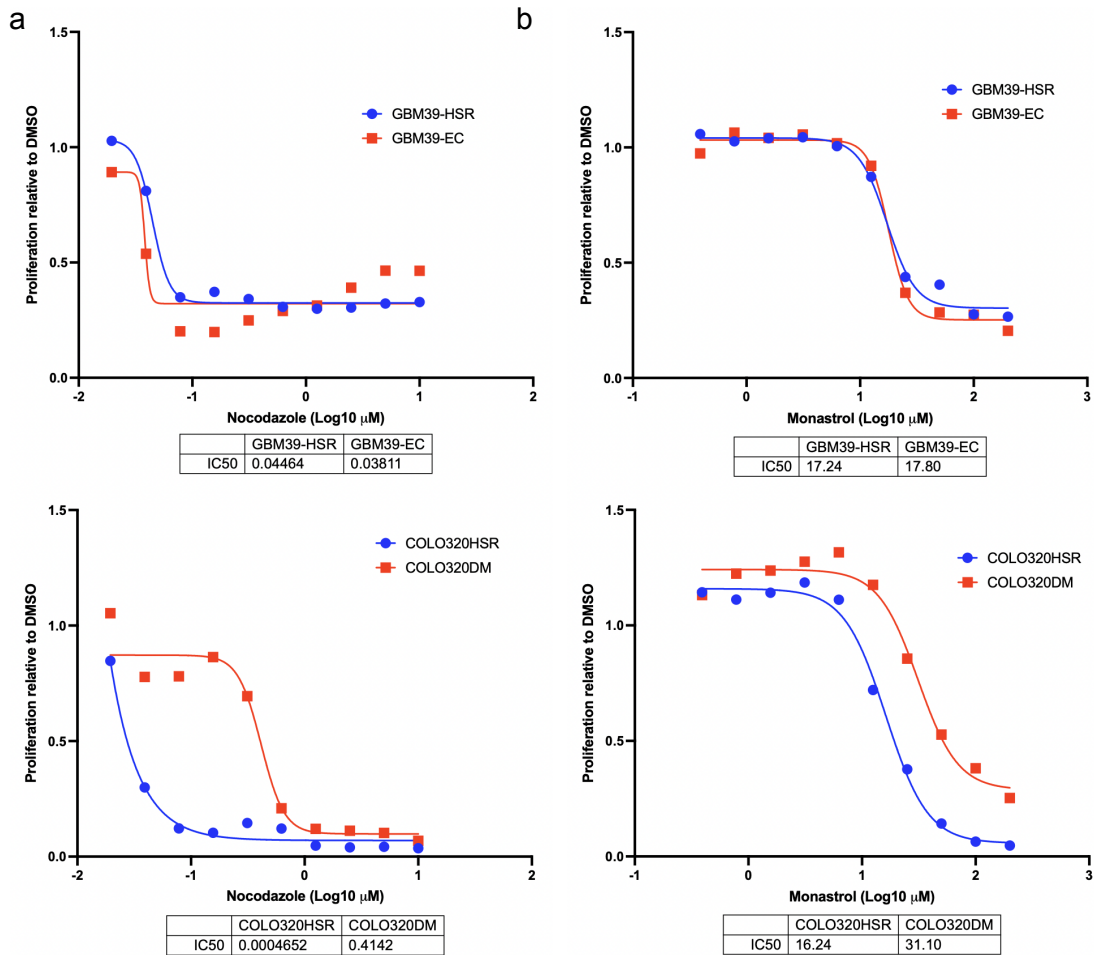 a
b
1.5
1.0
0.5
0.0
Proliferation relative to DMSO
GBM39-HSR
GBM39-EC
-2 -1 0 1 2
Nocodazole (Log10 μM)
GBM39-HSR GBM39-EC
IC50 0.04464 0.03811
1.5
1.0
0.5
0.0
Proliferation relative to DMSO
GBM39-HSR
GBM39-EC
-1 0 1 2 3
Monastrol (Log10 μM)
GBM39-HSR GBM39-EC
IC50 17.24 17.80
1.5
1.0
0.5
0.0
Proliferation relative to DMSO
COLO320HSR
COLO320DM
-2 -1 0 1 2
Nocodazole (Log10 μM)
COLO320HSR COLO320DM
IC50 0.0004652 0.4142
1.5
1.0
0.5
0.0
Proliferation relative to DMSO
COLO320HSR
COLO320DM
-1 0 1 2 3
Monastrol (Log10 μM)
COLO320HSR COLO320DM
IC50 16.24 31.10